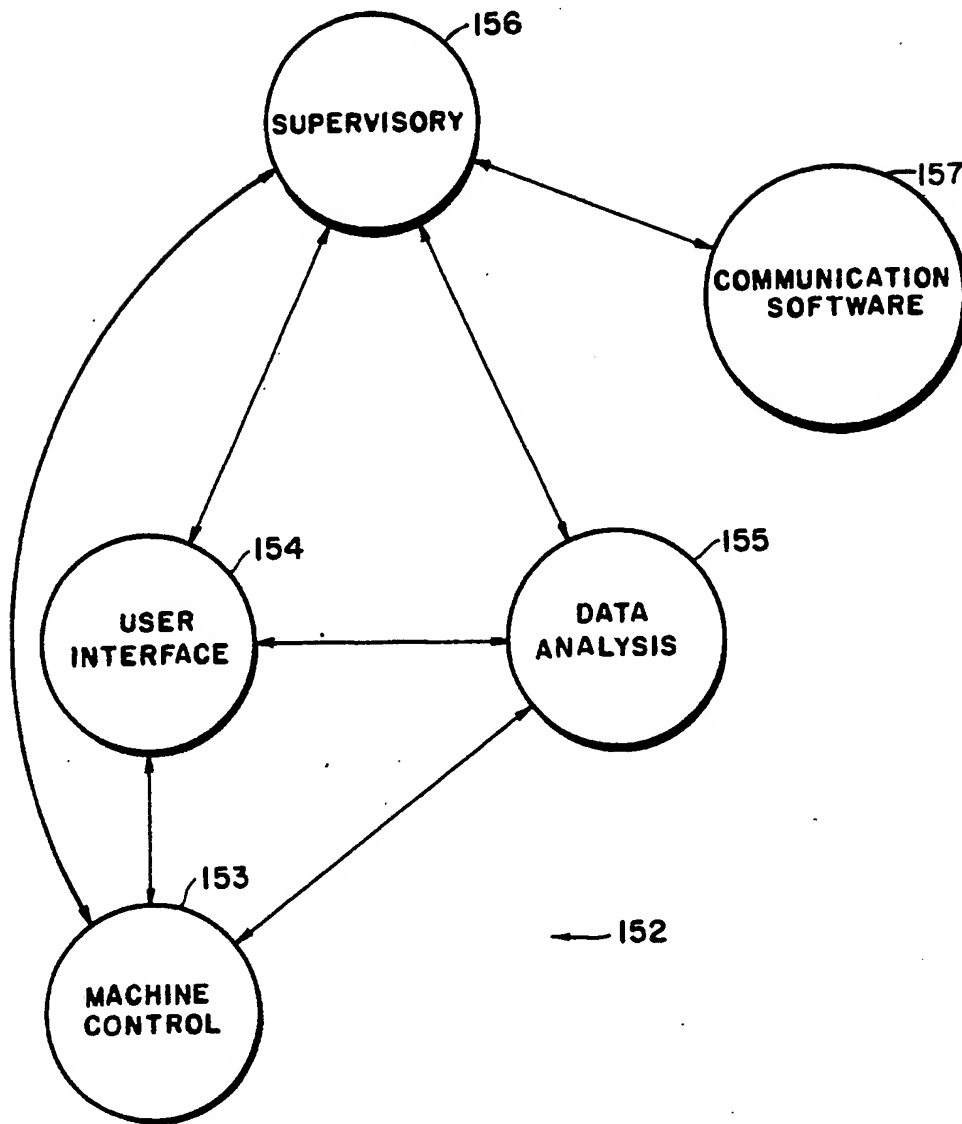 156
SUPERVISORY
157
COMMUNICATION
SOFTWARE
154
USER
INTERFACE
155
DATA
ANALYSIS
153
MACHINE
CONTROL
152